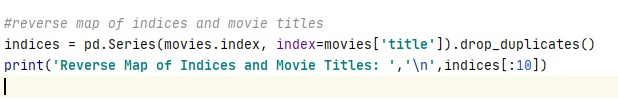 #reverse map of indices and movie titles
indices = pd.Series(movies.index, index=movies['title']).drop_duplicates()
print('Reverse Map of Indices and Movie Titles: ','\n',indices[:10])